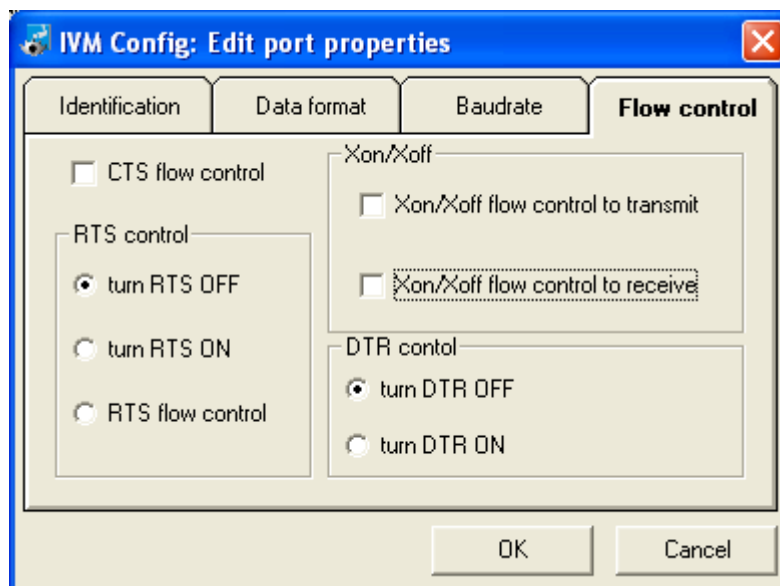 IVM Config: Edit port properties
Identification
Data format
Baudrate
Flow control
CTS flow control
RTS control
turn RTS OFF
turn RTS ON
RTS flow control
Xon/Xoff
Xon/Xoff flow control to transmit
Xon/Xoff flow control to receive
DTR contol
turn DTR OFF
turn DTR ON
OK
Cancel